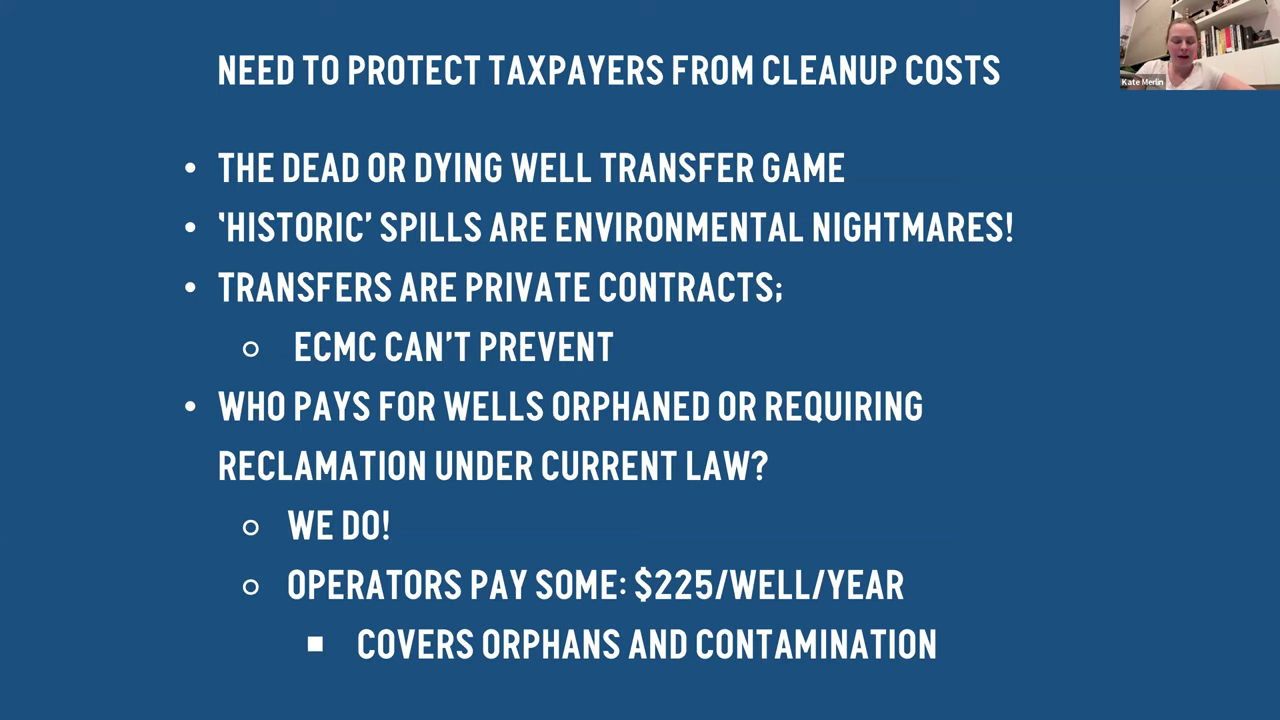 NEED TO PROTECT TAXPAYERS FROM CLEANUP COSTS
Kate Merlin
• THE DEAD OR DYING WELL TRANSFER GAME
• 'HISTORIC' SPILLS ARE ENVIRONMENTAL NIGHTMARES!
• TRANSFERS ARE PRIVATE CONTRACTS;
○ ECMC CAN'T PREVENT
• WHO PAYS FOR WELLS ORPHANED OR REQUIRING
RECLAMATION UNDER CURRENT LAW?
○ WE DO!
○ OPERATORS PAY SOME: $225/WELL/YEAR
■ COVERS ORPHANS AND CONTAMINATION